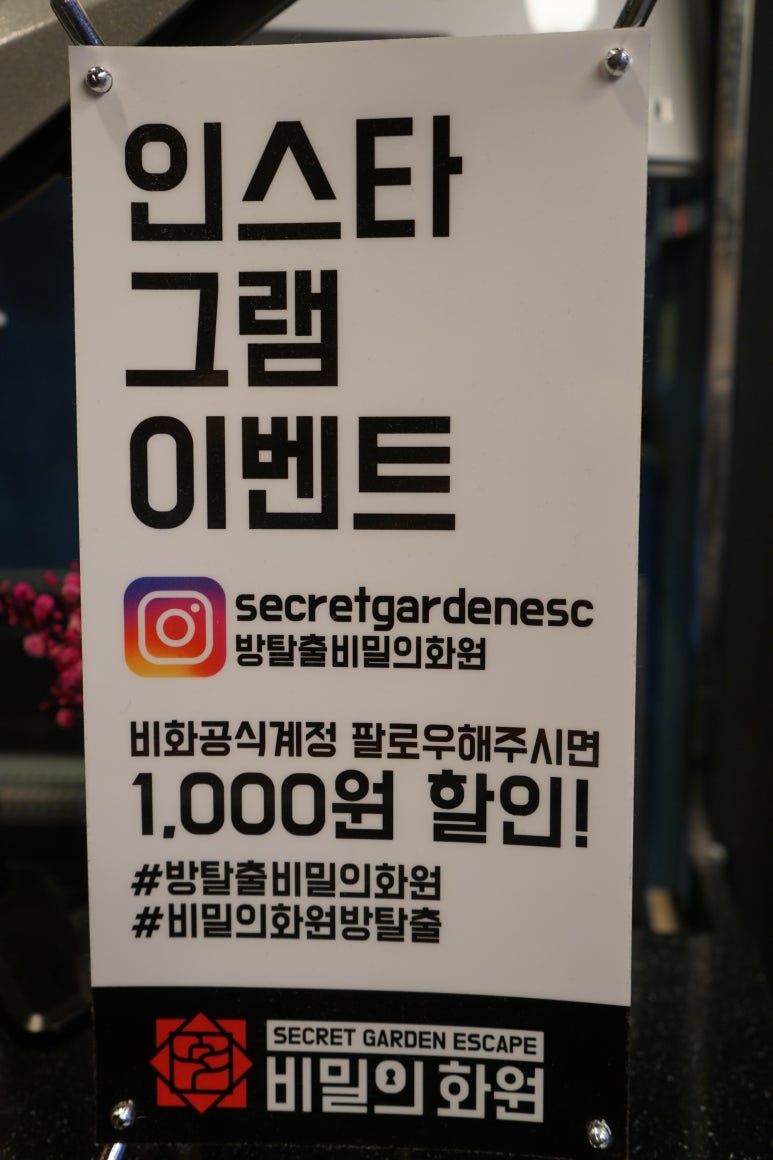 인스타
그램
이벤트
secretgardenesc
방탈출비밀의화원
비화공식계정 팔로우해주시면
1,000원 할인!
#방탈출비밀의화원
#비밀의화원방탈출
SECRET GARDEN ESCAPE
비밀의 화원